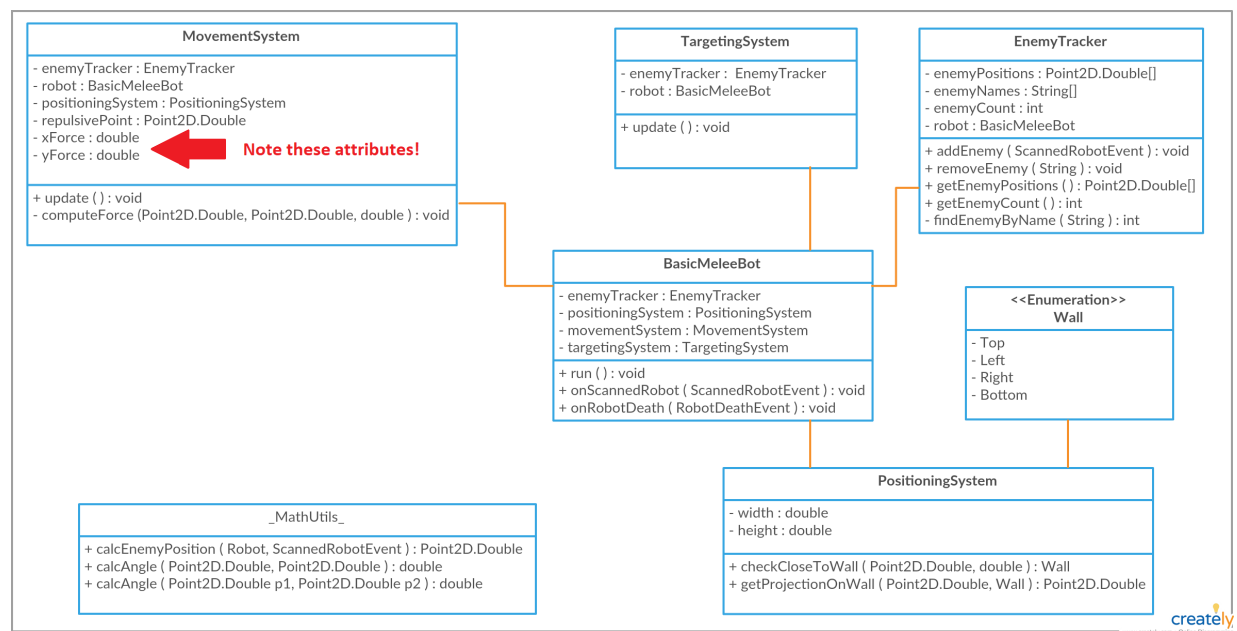 MovementSystem
- enemyTracker : EnemyTracker
- robot : BasicMeleeBot
- positioningSystem : PositioningSystem
- repulsivePoint : Point2D.Double
- xForce : double
- yForce : double
Note these attributes!
+ update ( ) : void
- computeForce (Point2D.Double, Point2D.Double, double ) : void
TargetingSystem
- enemyTracker :  EnemyTracker
- robot : BasicMeleeBot
+ update ( ) : void
EnemyTracker
- enemyPositions : Point2D.Double[]
- enemyNames : String[]
- enemyCount : int
- robot : BasicMeleeBot
+ addEnemy ( ScannedRobotEvent ) : void
+ removeEnemy ( String ) : void
+ getEnemyPositions ( ) : Point2D.Double[]
+ getEnemyCount ( ) : int
- findEnemyByName ( String ) : int
BasicMeleeBot
- enemyTracker : EnemyTracker
- positioningSystem : PositioningSystem
- movementSystem : MovementSystem
- targetingSystem : TargetingSystem
+ run ( ) : void
+ onScannedRobot ( ScannedRobotEvent ) : void
+ onRobotDeath ( RobotDeathEvent ) : void
<<Enumeration>>
Wall
- Top
- Left
- Right
- Bottom
PositioningSystem
- width : double
- height : double
+ checkCloseToWall ( Point2D.Double, double ) : Wall
+ getProjectionOnWall ( Point2D.Double, Wall ) : Point2D.Double
_MathUtils_
+ calcEnemyPosition ( Robot, ScannedRobotEvent ) : Point2D.Double
+ calcAngle ( Point2D.Double, Point2D.Double ) : double
+ calcAngle ( Point2D.Double p1, Point2D.Double p2 ) : double
creately